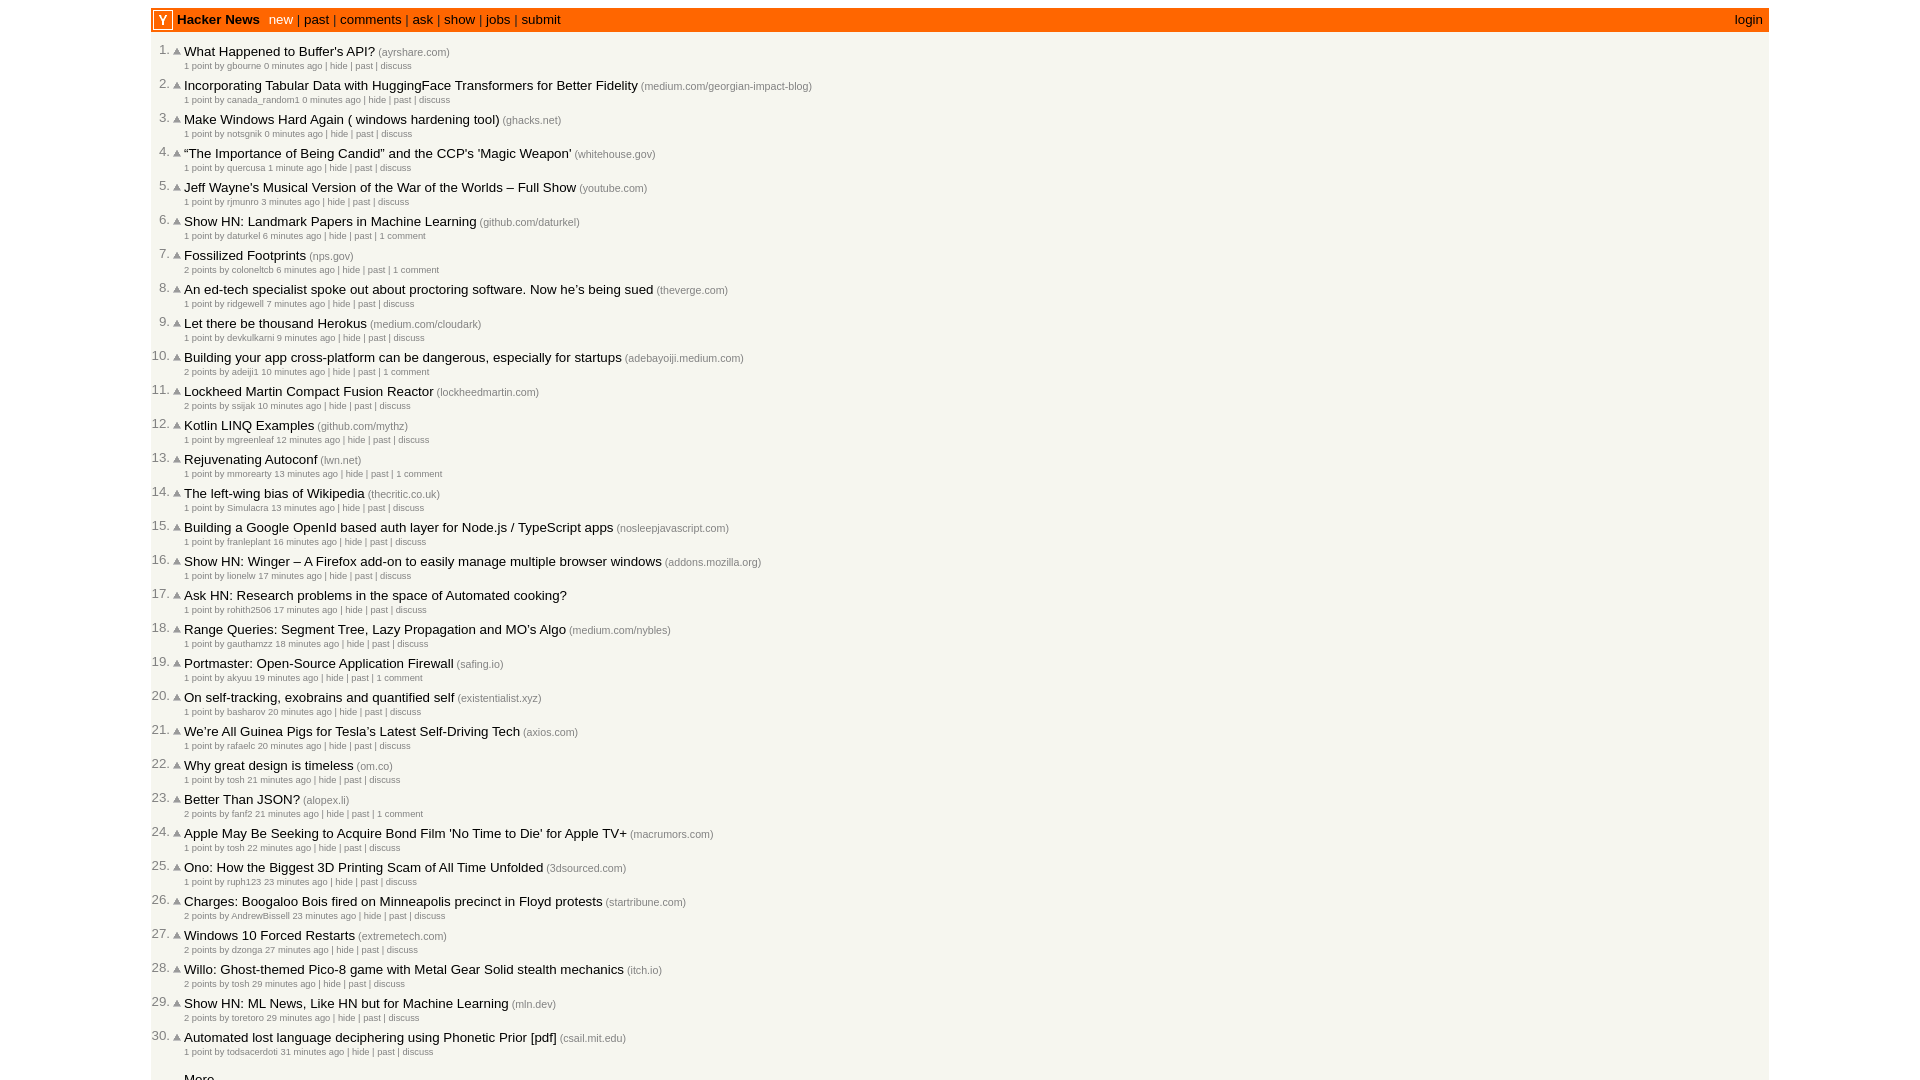 Y Hacker News new | past | comments | ask | show | jobs | submit login
1. What Happened to Buffer's API? (ayrshare.com)
1 point by gbourne 0 minutes ago | hide | past | discuss
2. Incorporating Tabular Data with HuggingFace Transformers for Better Fidelity (medium.com/georgian-impact-blog)
1 point by canada_random1 0 minutes ago | hide | past | discuss
3. Make Windows Hard Again ( windows hardening tool) (ghacks.net)
1 point by notsgnik 0 minutes ago | hide | past | discuss
4. “The Importance of Being Candid” and the CCP's 'Magic Weapon' (whitehouse.gov)
1 point by quercusa 1 minute ago | hide | past | discuss
5. Jeff Wayne's Musical Version of the War of the Worlds – Full Show (youtube.com)
1 point by rjmunro 3 minutes ago | hide | past | discuss
6. Show HN: Landmark Papers in Machine Learning (github.com/daturkel)
1 point by daturkel 6 minutes ago | hide | past | 1 comment
7. Fossilized Footprints (nps.gov)
2 points by coloneltcb 6 minutes ago | hide | past | 1 comment
8. An ed-tech specialist spoke out about proctoring software. Now he’s being sued (theverge.com)
1 point by ridgewell 7 minutes ago | hide | past | discuss
9. Let there be thousand Herokus (medium.com/cloudark)
1 point by devkulkarni 9 minutes ago | hide | past | discuss
10. Building your app cross-platform can be dangerous, especially for startups (adebayoiji.medium.com)
2 points by adeiji1 10 minutes ago | hide | past | 1 comment
11. Lockheed Martin Compact Fusion Reactor (lockheedmartin.com)
2 points by ssijak 10 minutes ago | hide | past | discuss
12. Kotlin LINQ Examples (github.com/mythz)
1 point by mgreenleaf 12 minutes ago | hide | past | discuss
13. Rejuvenating Autoconf (lwn.net)
1 point by mmorearty 13 minutes ago | hide | past | 1 comment
14. The left-wing bias of Wikipedia (thecritic.co.uk)
1 point by Simulacra 13 minutes ago | hide | past | discuss
15. Building a Google OpenId based auth layer for Node.js / TypeScript apps (nosleepjavascript.com)
1 point by franleplant 16 minutes ago | hide | past | discuss
16. Show HN: Winger – A Firefox add-on to easily manage multiple browser windows (addons.mozilla.org)
1 point by lionelw 17 minutes ago | hide | past | discuss
17. Ask HN: Research problems in the space of Automated cooking?
1 point by rohith2506 17 minutes ago | hide | past | discuss
18. Range Queries: Segment Tree, Lazy Propagation and MO’s Algo (medium.com/nybles)
1 point by gauthamzz 18 minutes ago | hide | past | discuss
19. Portmaster: Open-Source Application Firewall (safing.io)
1 point by akyuu 19 minutes ago | hide | past | 1 comment
20. On self-tracking, exobrains and quantified self (existentialist.xyz)
1 point by basharov 20 minutes ago | hide | past | discuss
21. We’re All Guinea Pigs for Tesla’s Latest Self-Driving Tech (axios.com)
1 point by rafaelc 20 minutes ago | hide | past | discuss
22. Why great design is timeless (om.co)
1 point by tosh 21 minutes ago | hide | past | discuss
23. Better Than JSON? (alopex.li)
2 points by fanf2 21 minutes ago | hide | past | 1 comment
24. Apple May Be Seeking to Acquire Bond Film 'No Time to Die' for Apple TV+ (macrumors.com)
1 point by tosh 22 minutes ago | hide | past | discuss
25. Ono: How the Biggest 3D Printing Scam of All Time Unfolded (3dsourced.com)
1 point by ruph123 23 minutes ago | hide | past | discuss
26. Charges: Boogaloo Bois fired on Minneapolis precinct in Floyd protests (startribune.com)
2 points by AndrewBissell 23 minutes ago | hide | past | discuss
27. Windows 10 Forced Restarts (extremetech.com)
2 points by dzonga 27 minutes ago | hide | past | discuss
28. Willo: Ghost-themed Pico-8 game with Metal Gear Solid stealth mechanics (itch.io)
2 points by tosh 29 minutes ago | hide | past | discuss
29. Show HN: ML News, Like HN but for Machine Learning (mln.dev)
2 points by toretoro 29 minutes ago | hide | past | discuss
30. Automated lost language deciphering using Phonetic Prior [pdf] (csail.mit.edu)
1 point by todsacerdoti 31 minutes ago | hide | past | discuss
More